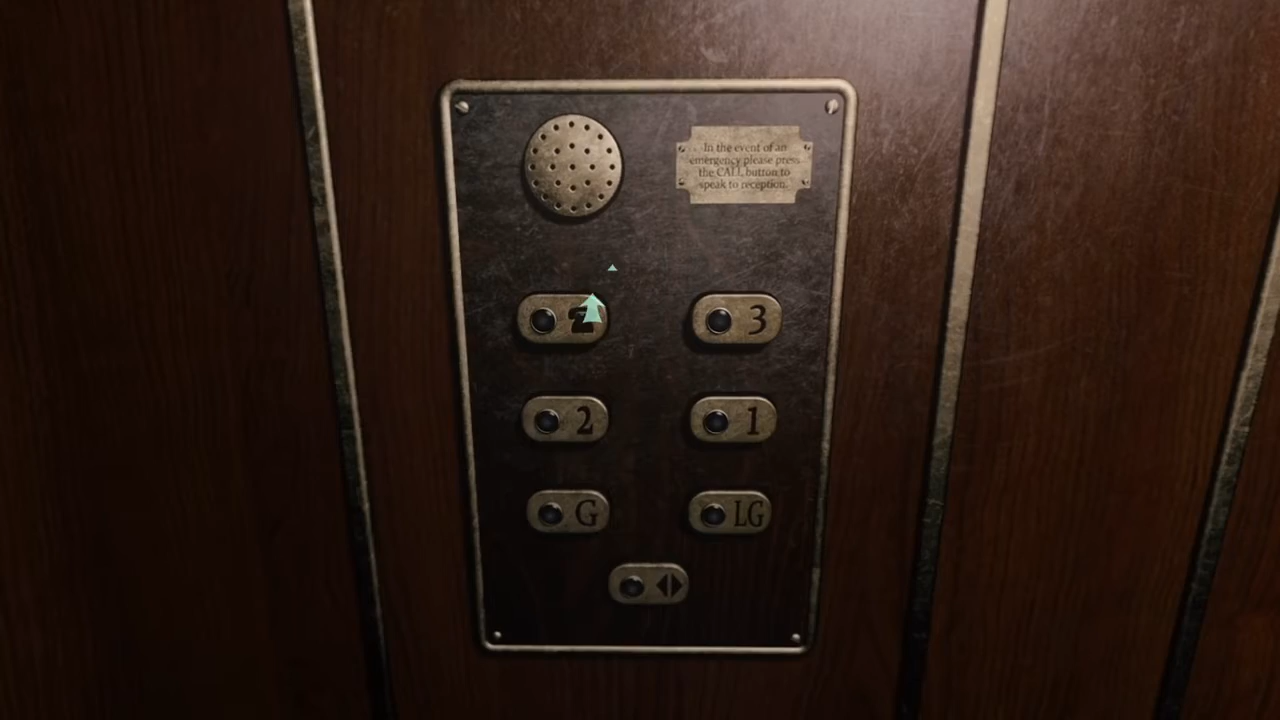 In the event of an
emergency please press
the CALL button to
speak to reception.
3
2
1
G
LG